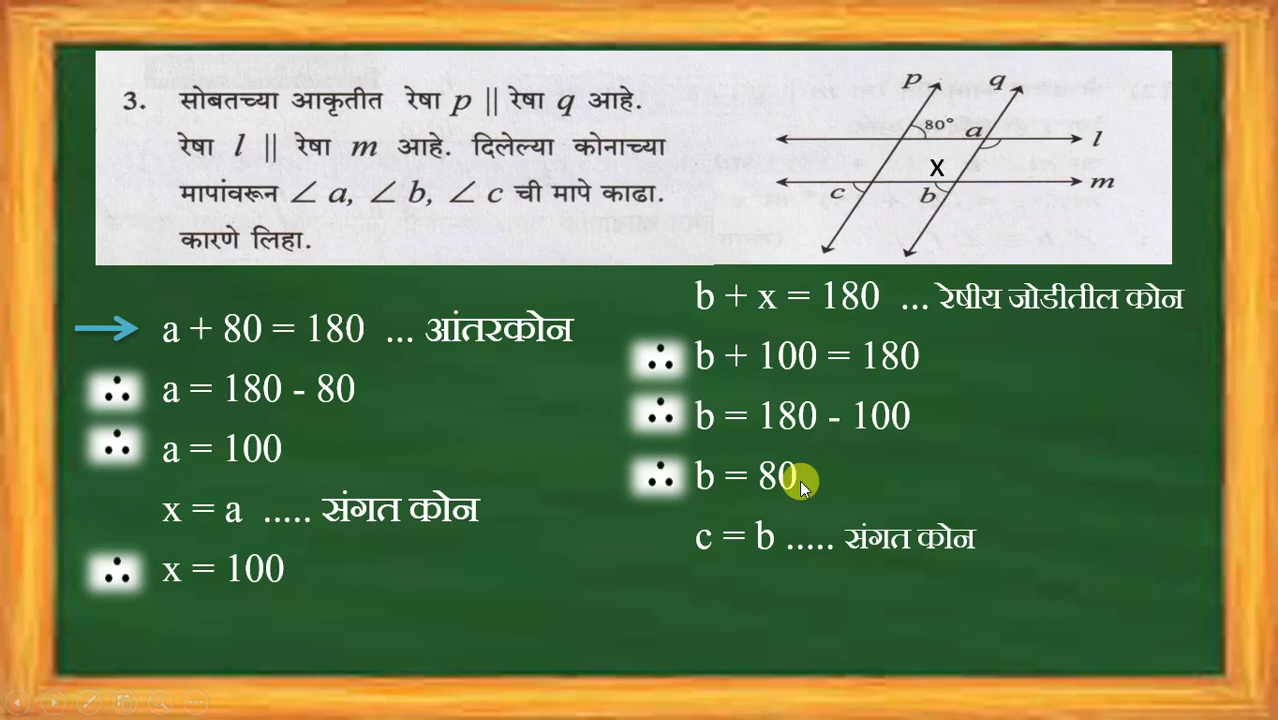 3. सोबतच्या आकृतीत रेषा p || रेषा q आहे.
रेषा l || रेषा m आहे. दिलेल्या कोनाच्या
मापांवरून ∠ a, ∠ b, ∠ c ची मापे काढा.
कारणे लिहा.
p q
80° a l
X
c b m
a + 80 = 180 ... आंतरकोन
∴ a = 180 - 80
∴ a = 100
x = a ..... संगत कोन
∴ x = 100
b + x = 180 ... रेषीय जोडीतील कोन
∴ b + 100 = 180
∴ b = 180 - 100
∴ b = 80
c = b ..... संगत कोन